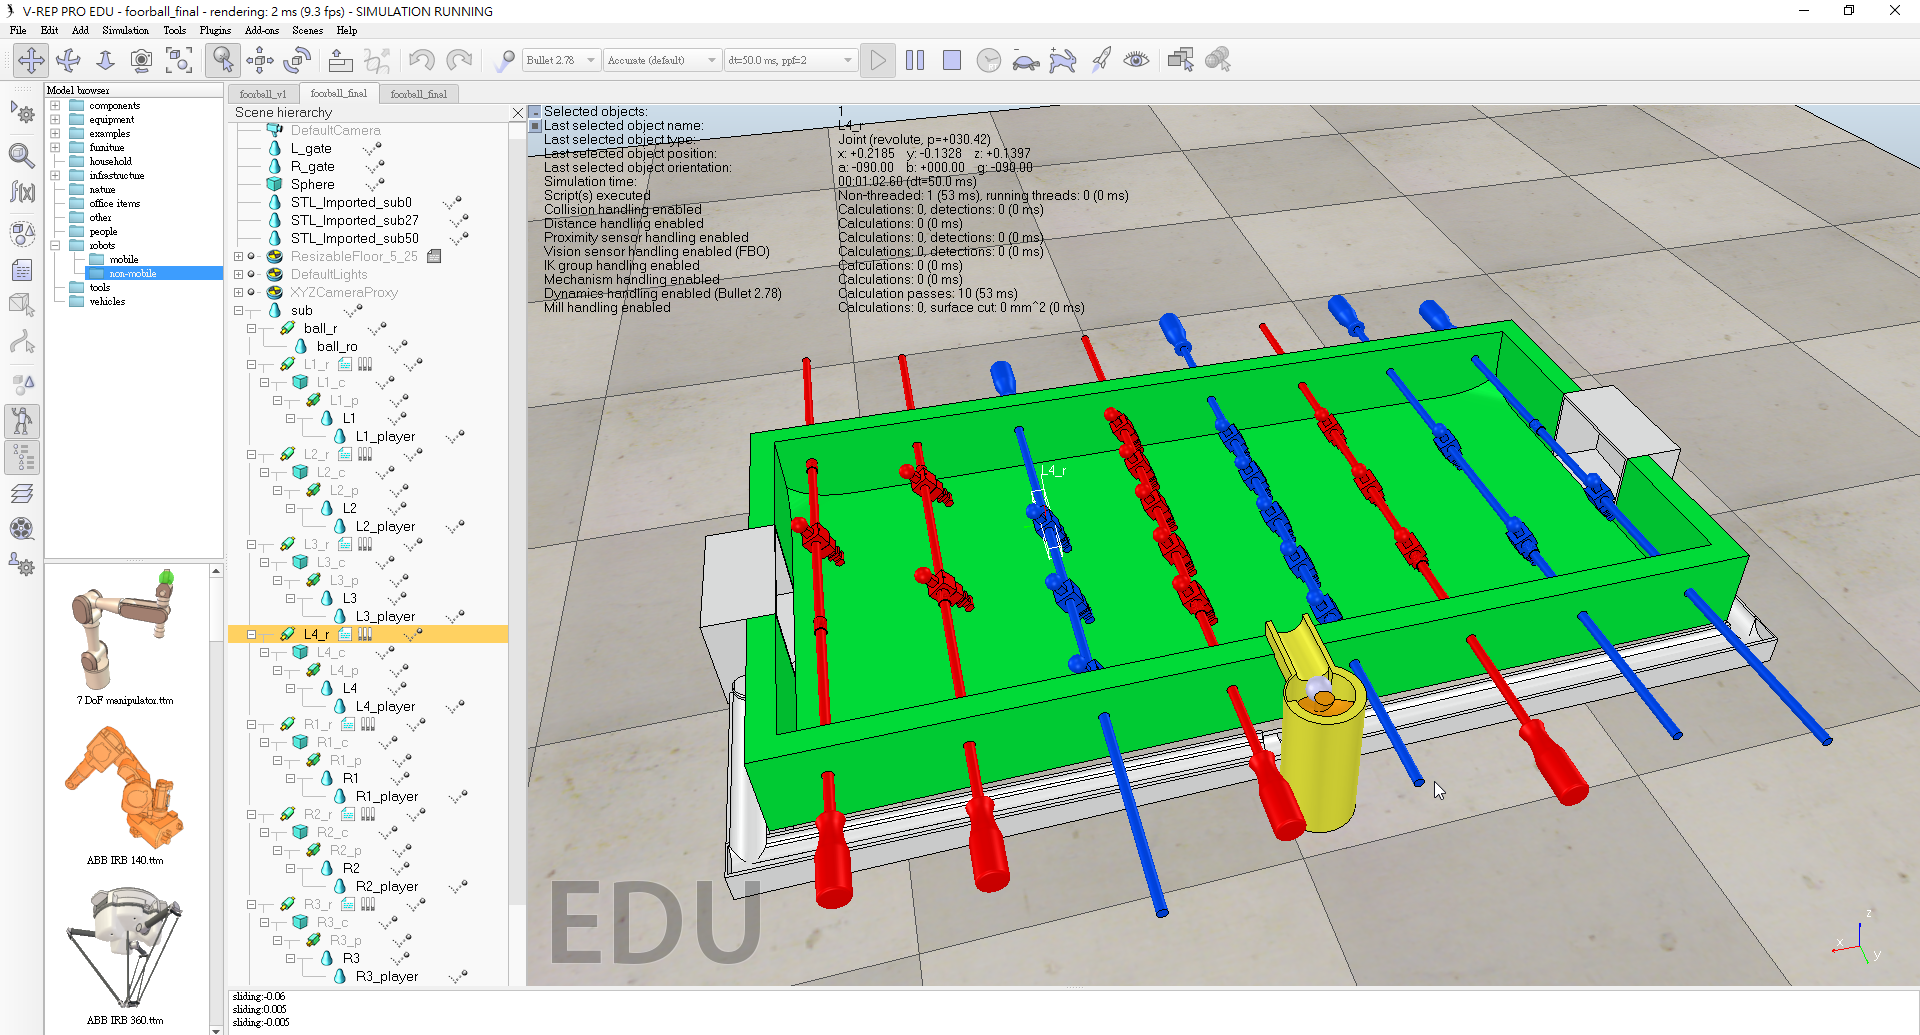 V-REP PRO EDU - foorball_final - rendering: 2 ms (9.3 fps) - SIMULATION RUNNING
File Edit Add Simulation Tools Plugins Add-ons Scenes Help
Bullet 2.78 Accurate (default) dt=50.0 ms, ppf=2
Model browser
components
equipment
examples
furniture
household
infrastructure
nature
office items
other
people
robots
mobile
non-mobile
tools
vehicles
7 DoF manipulator.ttm
ABB IRB 140.ttm
ABB IRB 360.ttm
foorball_v1 foorball_final foorball_final
Scene hierarchy
DefaultCamera
L_gate
R_gate
Sphere
STL_Imported_sub0
STL_Imported_sub27
STL_Imported_sub50
ResizableFloor_5_25
DefaultLights
XYZCameraProxy
sub
ball_r
ball_ro
L1_r
L1_c
L1_p
L1
L1_player
L2_r
L2_c
L2_p
L2
L2_player
L3_r
L3_c
L3_p
L3
L3_player
L4_r
L4_c
L4_p
L4
L4_player
R1_r
R1_c
R1_p
R1
R1_player
R2_r
R2_c
R2_p
R2
R2_player
R3_r
R3_c
R3_p
R3
R3_player
Selected objects: 1
Last selected object name: L4_r
Last selected object type: Joint (revolute, p=+030.42)
Last selected object position: x: +0.2185 y: -0.1328 z: +0.1397
Last selected object orientation: a: -090.00 b: +000.00 g: -090.00
Simulation time: 00:01:02.60 (dt=50.0 ms)
Script(s) executed Non-threaded: 1 (53 ms), running threads: 0 (0 ms)
Collision handling enabled Calculations: 0, detections: 0 (0 ms)
Distance handling enabled Calculations: 0 (0 ms)
Proximity sensor handling enabled Calculations: 0, detections: 0 (0 ms)
Vision sensor handling enabled (FBO) Calculations: 0, detections: 0 (0 ms)
IK group handling enabled Calculations: 0 (0 ms)
Mechanism handling enabled Calculations: 0 (0 ms)
Dynamics handling enabled (Bullet 2.78) Calculation passes: 10 (53 ms)
Mill handling enabled Calculations: 0, surface cut: 0 mm^2 (0 ms)
L4_r
EDU
z
x
y
sliding:-0.06
sliding:0.005
sliding:-0.005